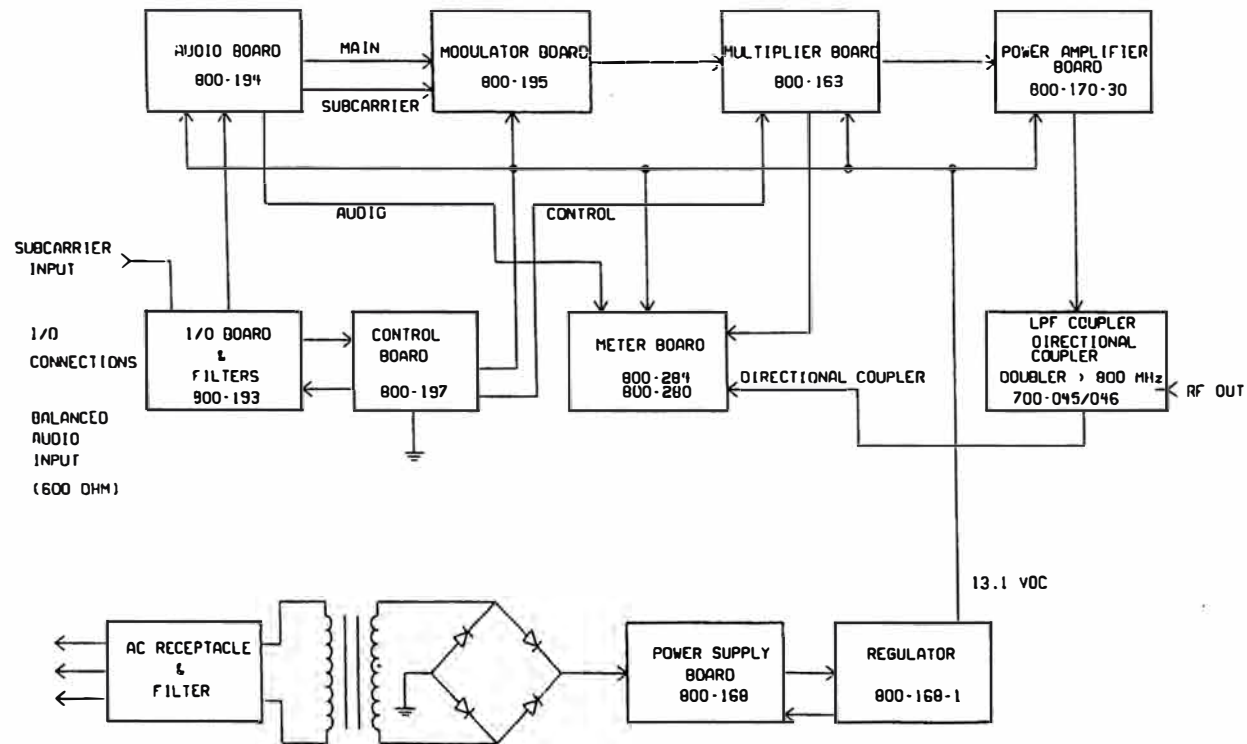 AUDIO BOARD
800-194
MAIN
SUBCARRIER
MODULATOR BOARD
800-195
MULTIPLIER BOARD
800-163
POWER AMPLIFIER
BOARD
800-170-30
AUDIO
CONTROL
SUBCARRIER
INPUT
I/O
CONNECTIONS
BALANCED
AUDIO
INPUT
(600 OHM)
I/O BOARD
&
FILTERS
900-193
CONTROL
BOARD
800-197
METER BOARD
800-284
800-280
DIRECTIONAL COUPLER
LPF COUPLER
DIRECTIONAL
COUPLER
DOUBLER > 800 MHz
700-045/046
RF OUT
13.1 VDC
AC RECEPTACLE
&
FILTER
POWER SUPPLY
BOARD
800-168
REGULATOR
800-168-1